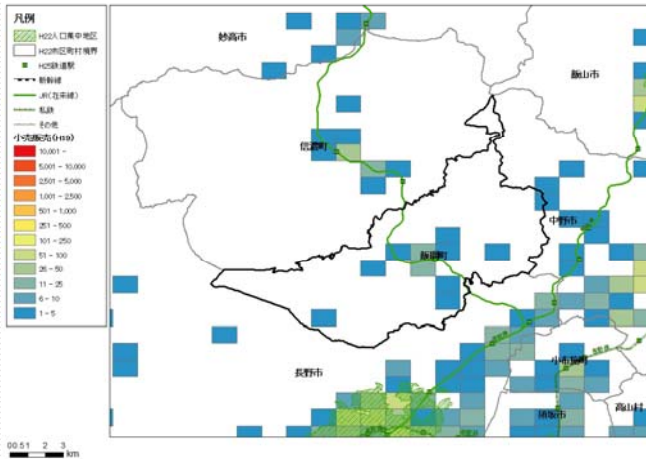 凡例
H22人口集中地区
H22市区町村境界
H25鉄道駅
新幹線
JR(在来線)
私鉄
その他
小売販売(H19)
10,001 -
5,001 - 10,000
2,501 - 5,000
1,001 - 2,500
501 - 1,000
251 - 500
101 - 250
51 - 100
26 - 50
11 - 25
6 - 10
1 - 5
妙高市
飯山市
信濃町
中野市
飯綱町
長野市
小布施町
須坂市
高山村
0 0.5 1 2 3
km